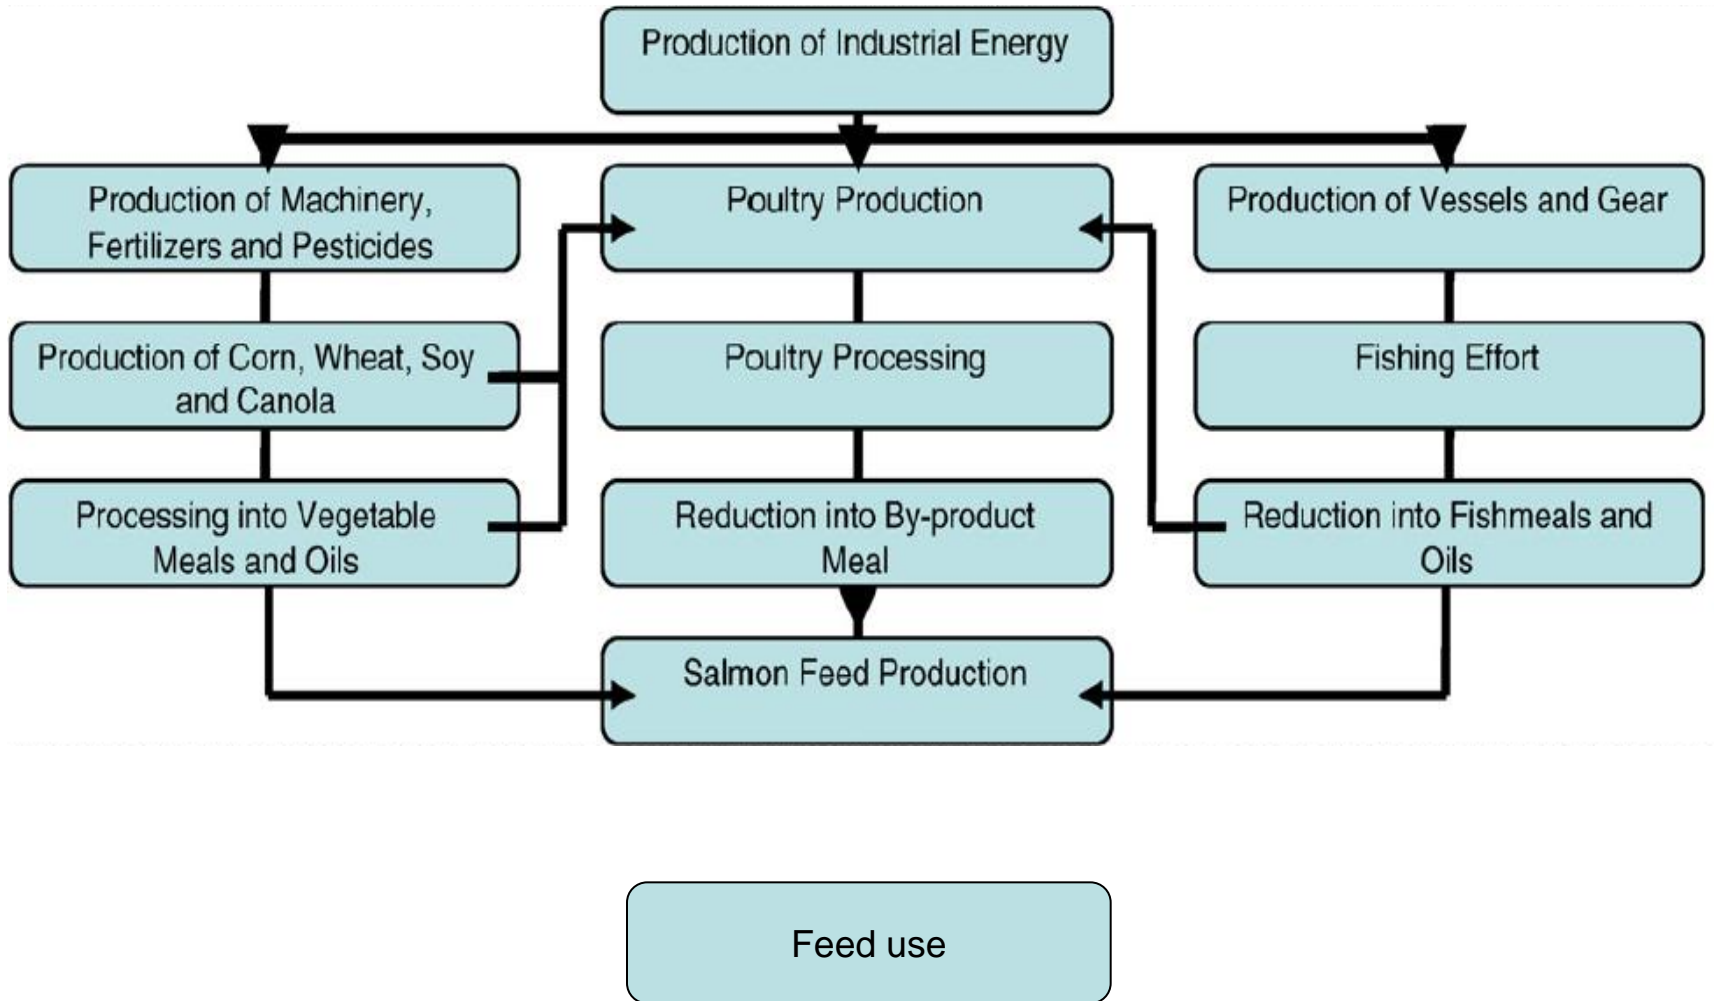 Production of Industrial Energy
Production of Machinery,
Fertilizers and Pesticides
Poultry Production
Production of Vessels and Gear
Production of Corn, Wheat, Soy
and Canola
Poultry Processing
Fishing Effort
Processing into Vegetable
Meals and Oils
Reduction into By-product
Meal
Reduction into Fishmeals and
Oils
Salmon Feed Production
Feed use